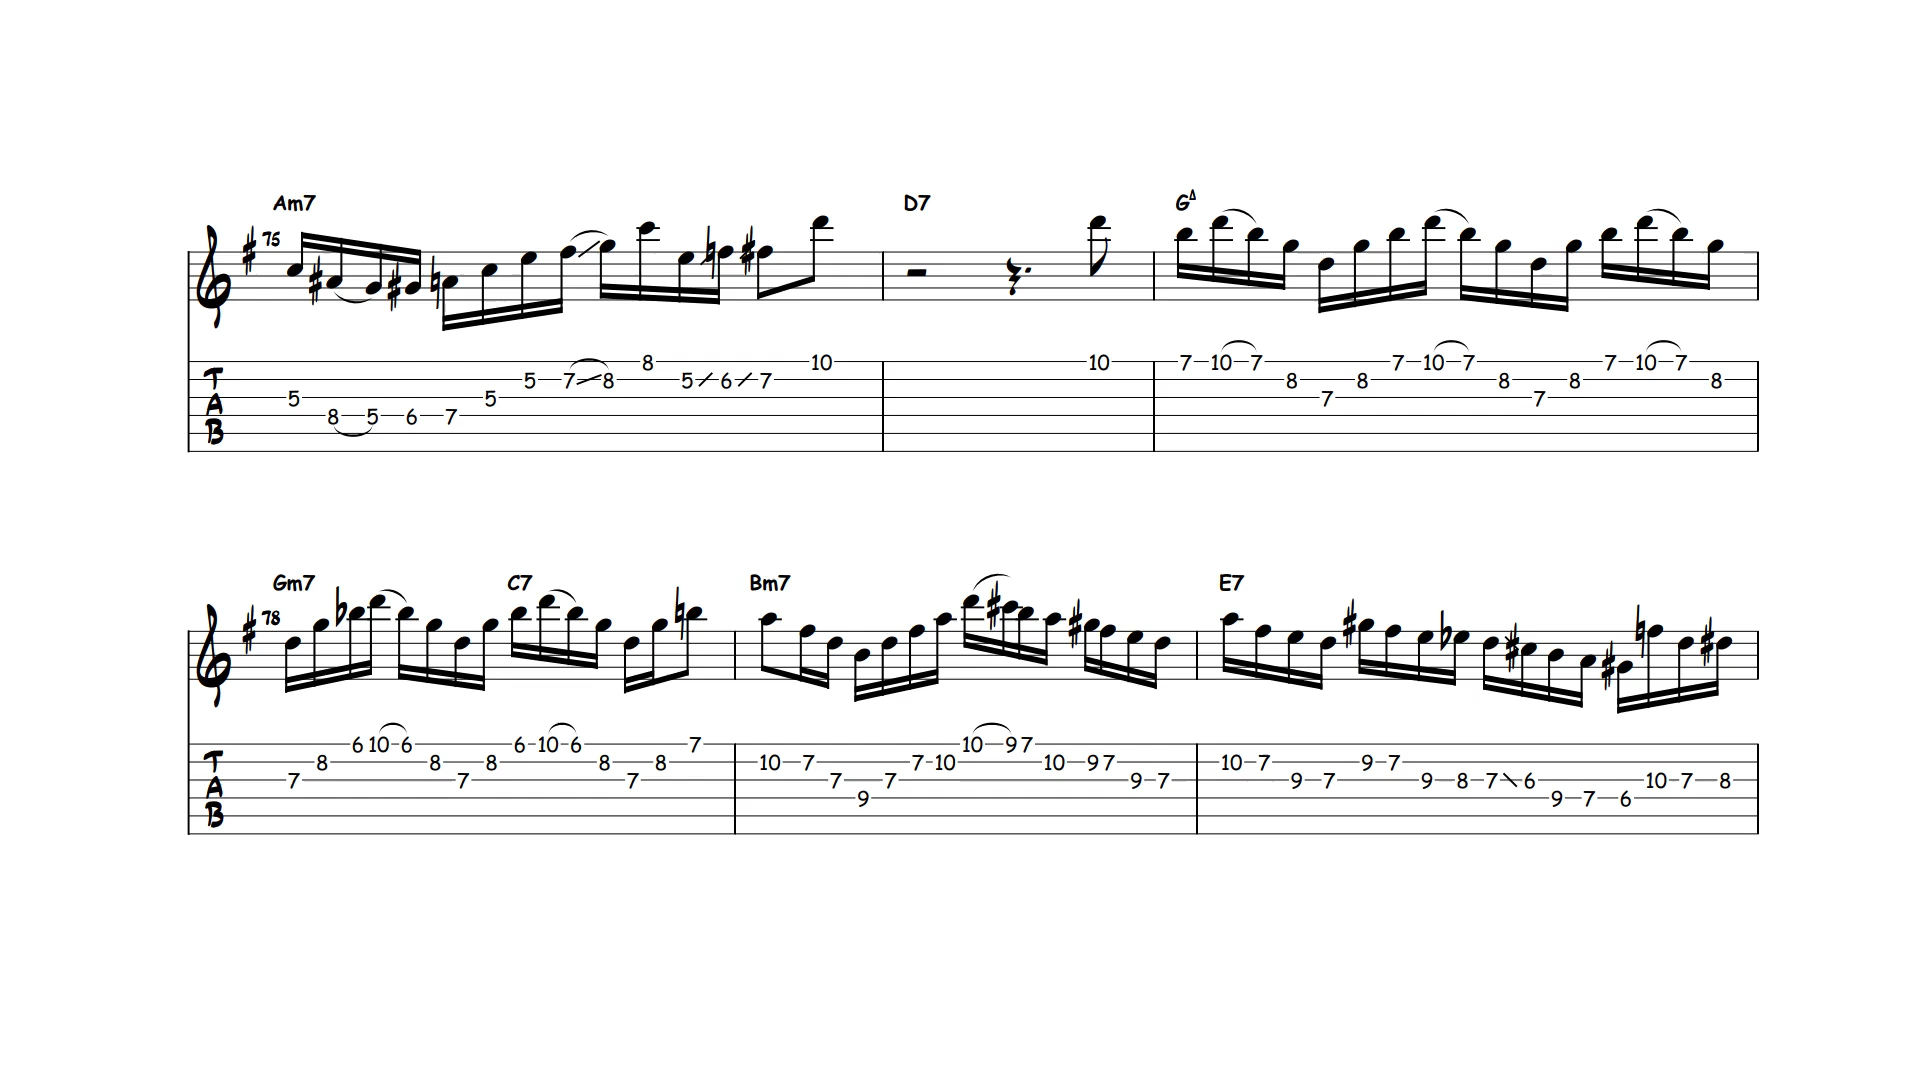 Am7 D7 G∆
75
8 10 10 7 10 7 7 10 7 7 10 7
T 5 7 8 5 6 7 8 8 8 8 8
A 5 5 7 7
B 8 5 6 7
Gm7 C7 Bm7 E7
78
6 10 6 6 10 6 7 10 9 7
T 8 8 8 8 8 10 7 7 10 10 9 7 10 7 9 7
A 7 7 7 7 7 9 7 9 7 9 8 7 6 10 7 8
B 9 9 7 6